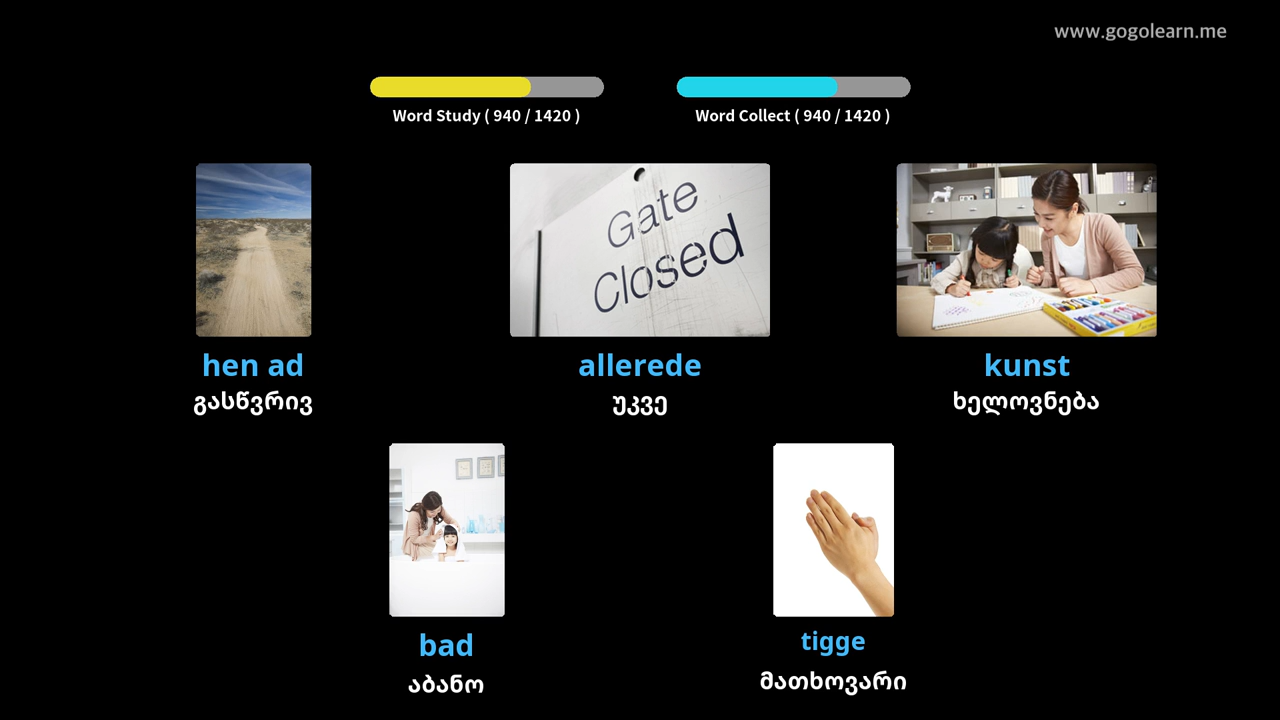 www.gogolearn.me
Word Study ( 940 / 1420 )
Word Collect ( 940 / 1420 )
Gate
Closed
hen ad
გასწვრივ
allerede
უკვე
kunst
ხელოვნება
bad
აბანო
tigge
მათხოვარი